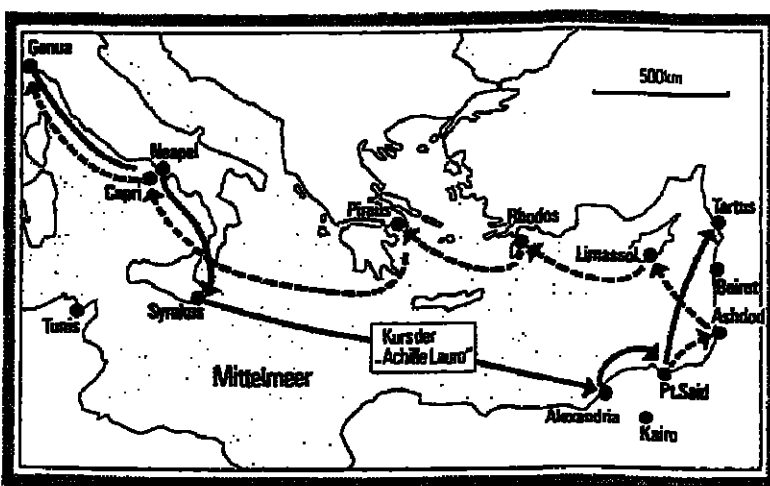 Genua
500km
Neapel
Capri
Piräus
Rhodos
Tartus
Limassol
Beirut
Tunis
Syrakus
Ashdod
Kurs der
„Achille Lauro”
Mittelmeer
Pt.Said
Alexandria
Kairo